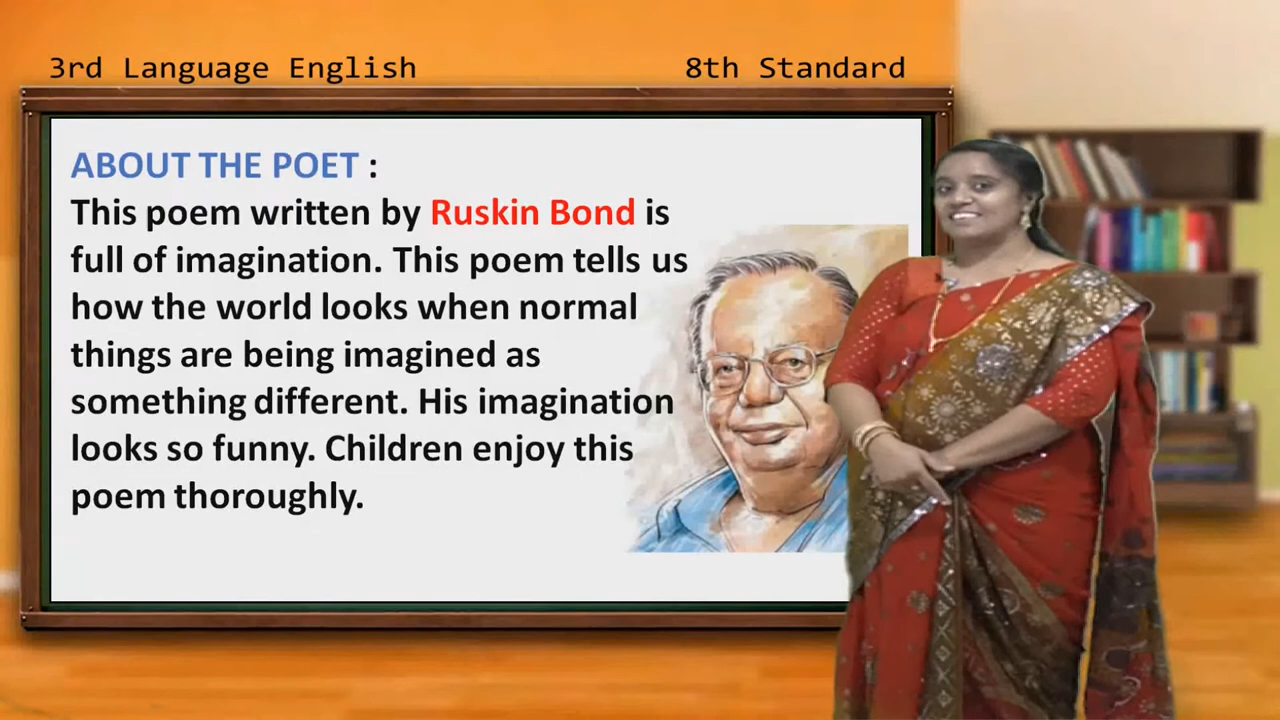 3rd Language English 8th Standard
ABOUT THE POET :
This poem written by Ruskin Bond is
full of imagination. This poem tells us
how the world looks when normal
things are being imagined as
something different. His imagination
looks so funny. Children enjoy this
poem thoroughly.